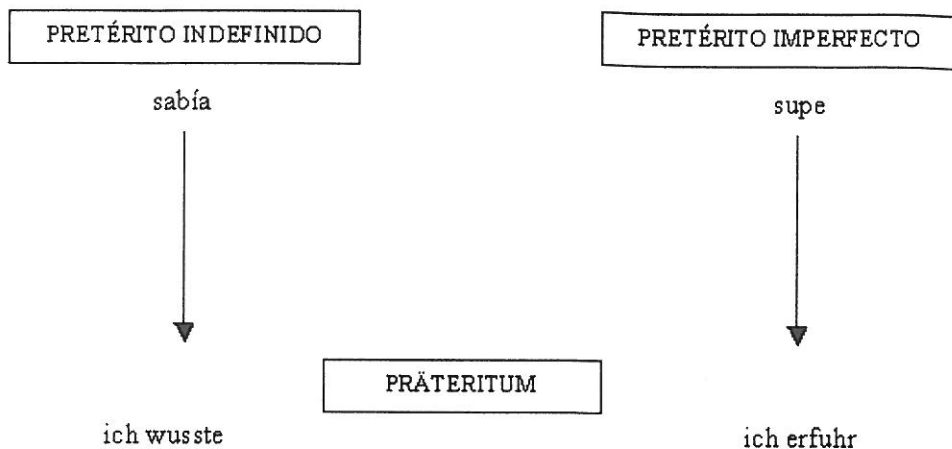 PRETÉRITO INDEFINIDO
PRETÉRITO IMPERFECTO
sabía
supe
PRÄTERITUM
ich wusste
ich erfuhr